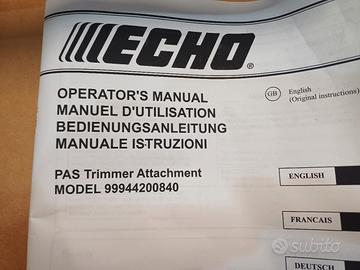 ECHO®
OPERATOR'S MANUAL
MANUEL D'UTILISATION
BEDIENUNGSANLEITUNG
MANUALE ISTRUZIONI
GB English
(Original instructions)
PAS Trimmer Attachment
MODEL 99944200840
ENGLISH
FRANCAIS
DEUTSCH
subito